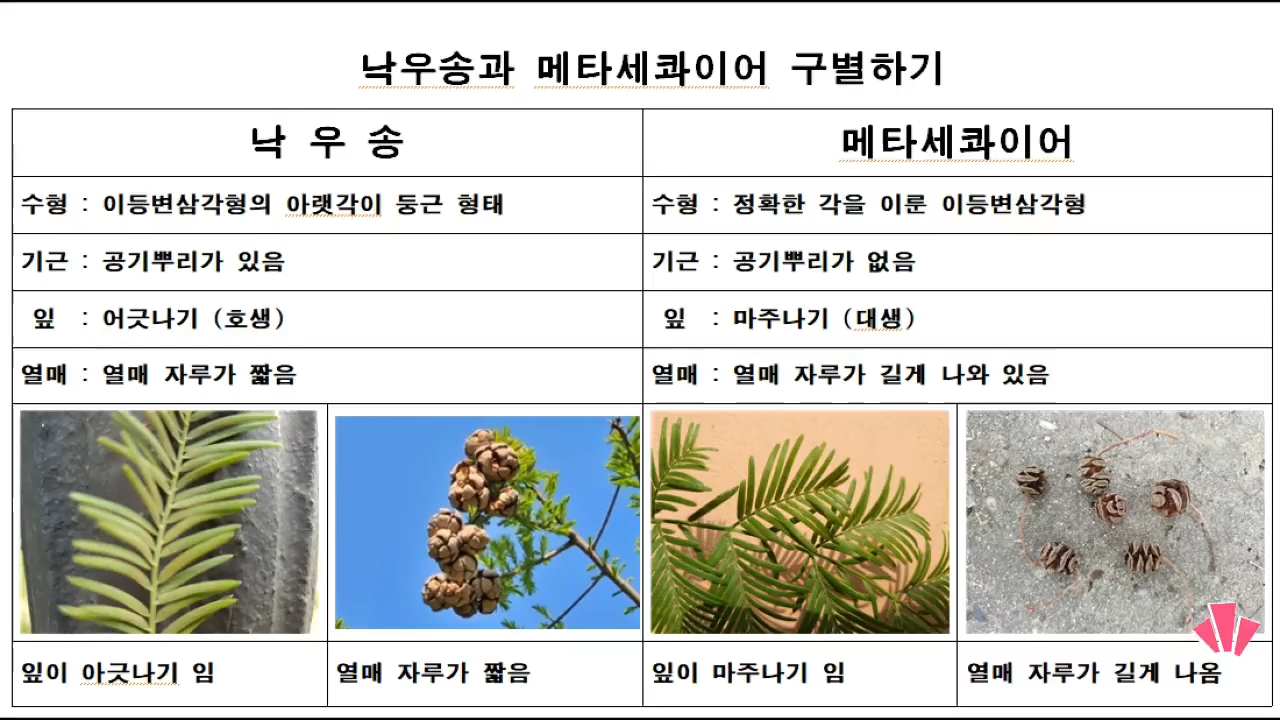 낙우송과 메타세콰이어 구별하기
낙 우 송
메타세콰이어
수형 : 이등변삼각형의 아랫각이 둥근 형태
수형 : 정확한 각을 이룬 이등변삼각형
기근 : 공기뿌리가 있음
기근 : 공기뿌리가 없음
잎 : 어긋나기 (호생)
잎 : 마주나기 (대생)
열매 : 열매 자루가 짧음
열매 : 열매 자루가 길게 나와 있음
잎이 아긋나기 임
열매 자루가 짧음
잎이 마주나기 임
열매 자루가 길게 나옴